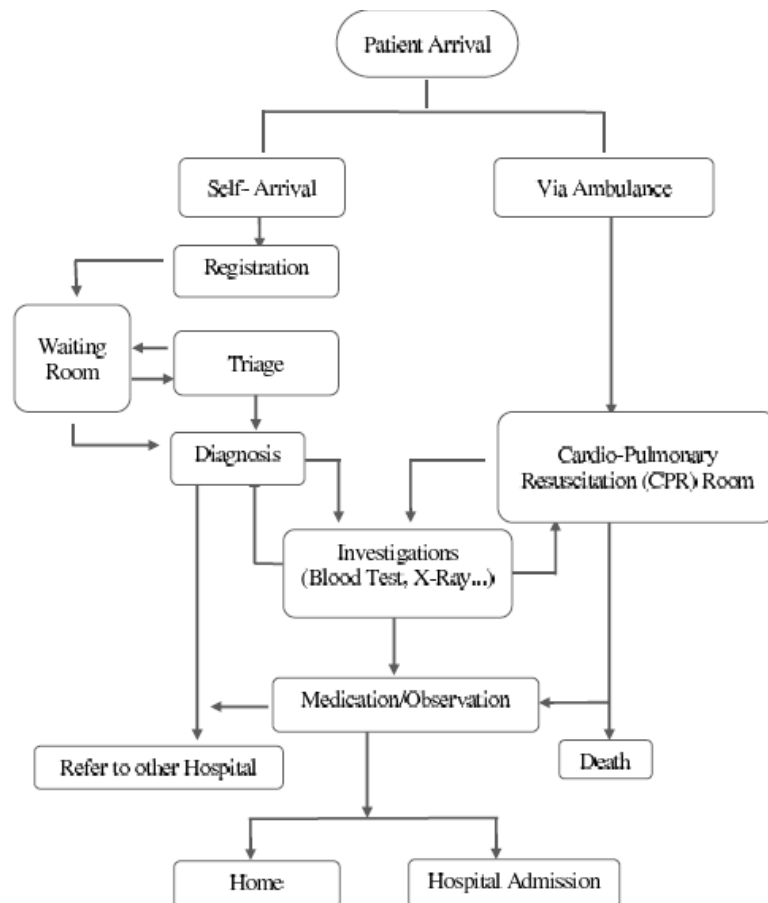 Patient Arrival
Self- Arrival
Via Ambulance
Registration
Waiting
Room
Triage
Diagnosis
Cardio-Pulmonary
Resuscitation (CPR) Room
Investigations
(Blood Test, X-Ray...)
Medication/Observation
Refer to other Hospital
Death
Home
Hospital Admission